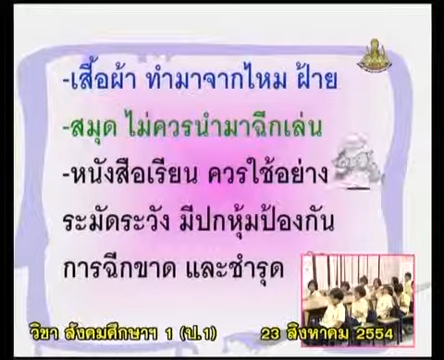 -เสื้อผ้า ทำมาจากไหม ฝ้าย
-สมุด ไม่ควรนำมาฉีกเล่น
-หนังสือเรียน ควรใช้อย่าง
ระมัดระวัง มีปกหุ้มป้องกัน
การฉีกขาด และชำรุด
วิชา สังคมศึกษาฯ 1 (ป.1) 23 สิงหาคม 2554